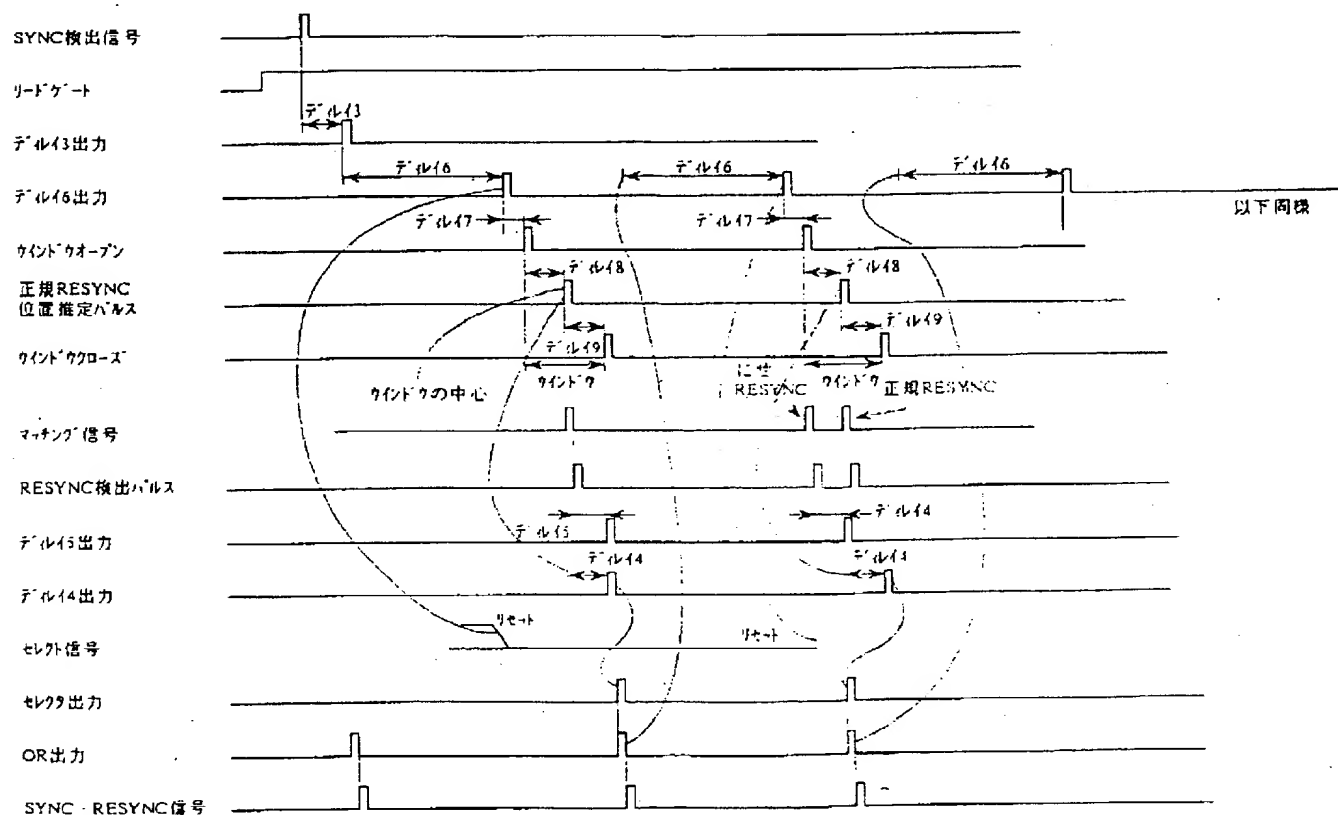 SYNC検出信号
リードゲート
ディレイ3
ディレイ3出力
ディレイ6
ディレイ6
ディレイ6
ディレイ6出力
以下同様
ディレイ7
ディレイ7
ウインドウオープン
ディレイ8
ディレイ8
正規RESYNC
位置推定パルス
ディレイ9
ディレイ9
ウインドウクローズ
ウインドウ
にせ
RESYNC
ウインドウ
正規RESYNC
ウインドウの中心
マッチング信号
RESYNC検出パルス
ディレイ5
ディレイ4
ディレイ5出力
ディレイ4
ディレイ4出力
リセット
リセット
セレクト信号
セレクタ出力
OR出力
SYNC・RESYNC信号